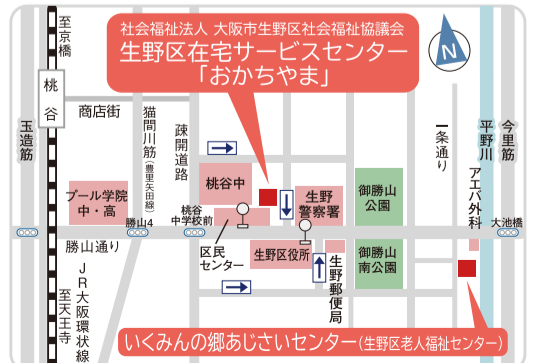 社会福祉法人 大阪市生野区社会福祉協議会
生野区在宅サービスセンター
「おかちやま」
至京橋
桃谷
商店街
玉造筋
猫間川筋
(豊里矢田線)
疎開道路
N
一条通り
平野川
今里筋
アエバ外科
プール学院
中・高
桃谷中
生野
警察署
御勝山
公園
勝山4
桃谷
中学校前
大池橋
勝山通り
区民
センター
生野区役所
御勝山
南公園
生野郵便局
JR大阪環状線
至天王寺
いくみんの郷あじさいセンター(生野区老人福祉センター)